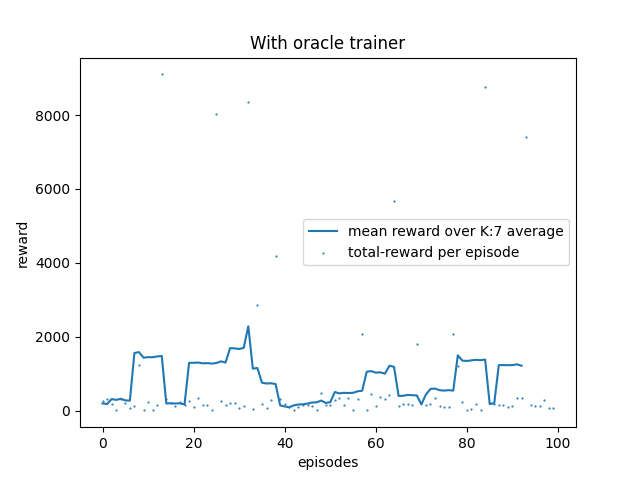 With oracle trainer
8000
6000
4000
2000
0
reward
mean reward over K:7 average
total-reward per episode
0 20 40 60 80 100
episodes